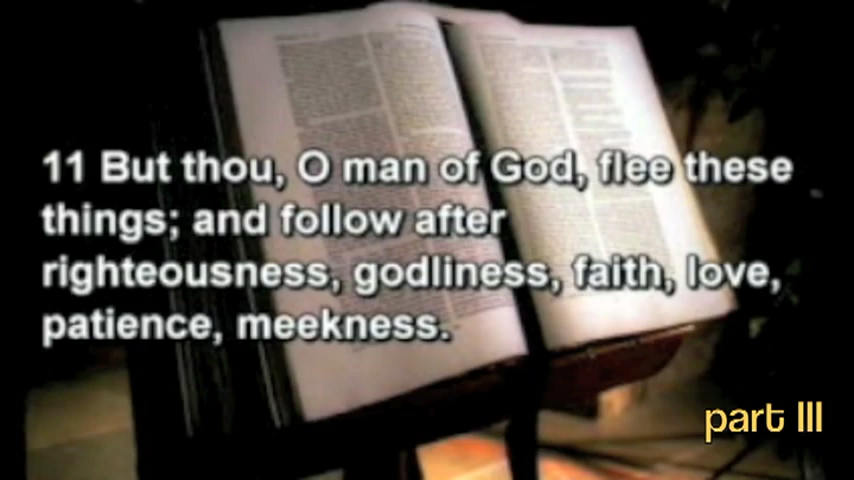 11 But thou, O man of God, flee these
things; and follow after
righteousness, godliness, faith, love,
patience, meekness.
part III